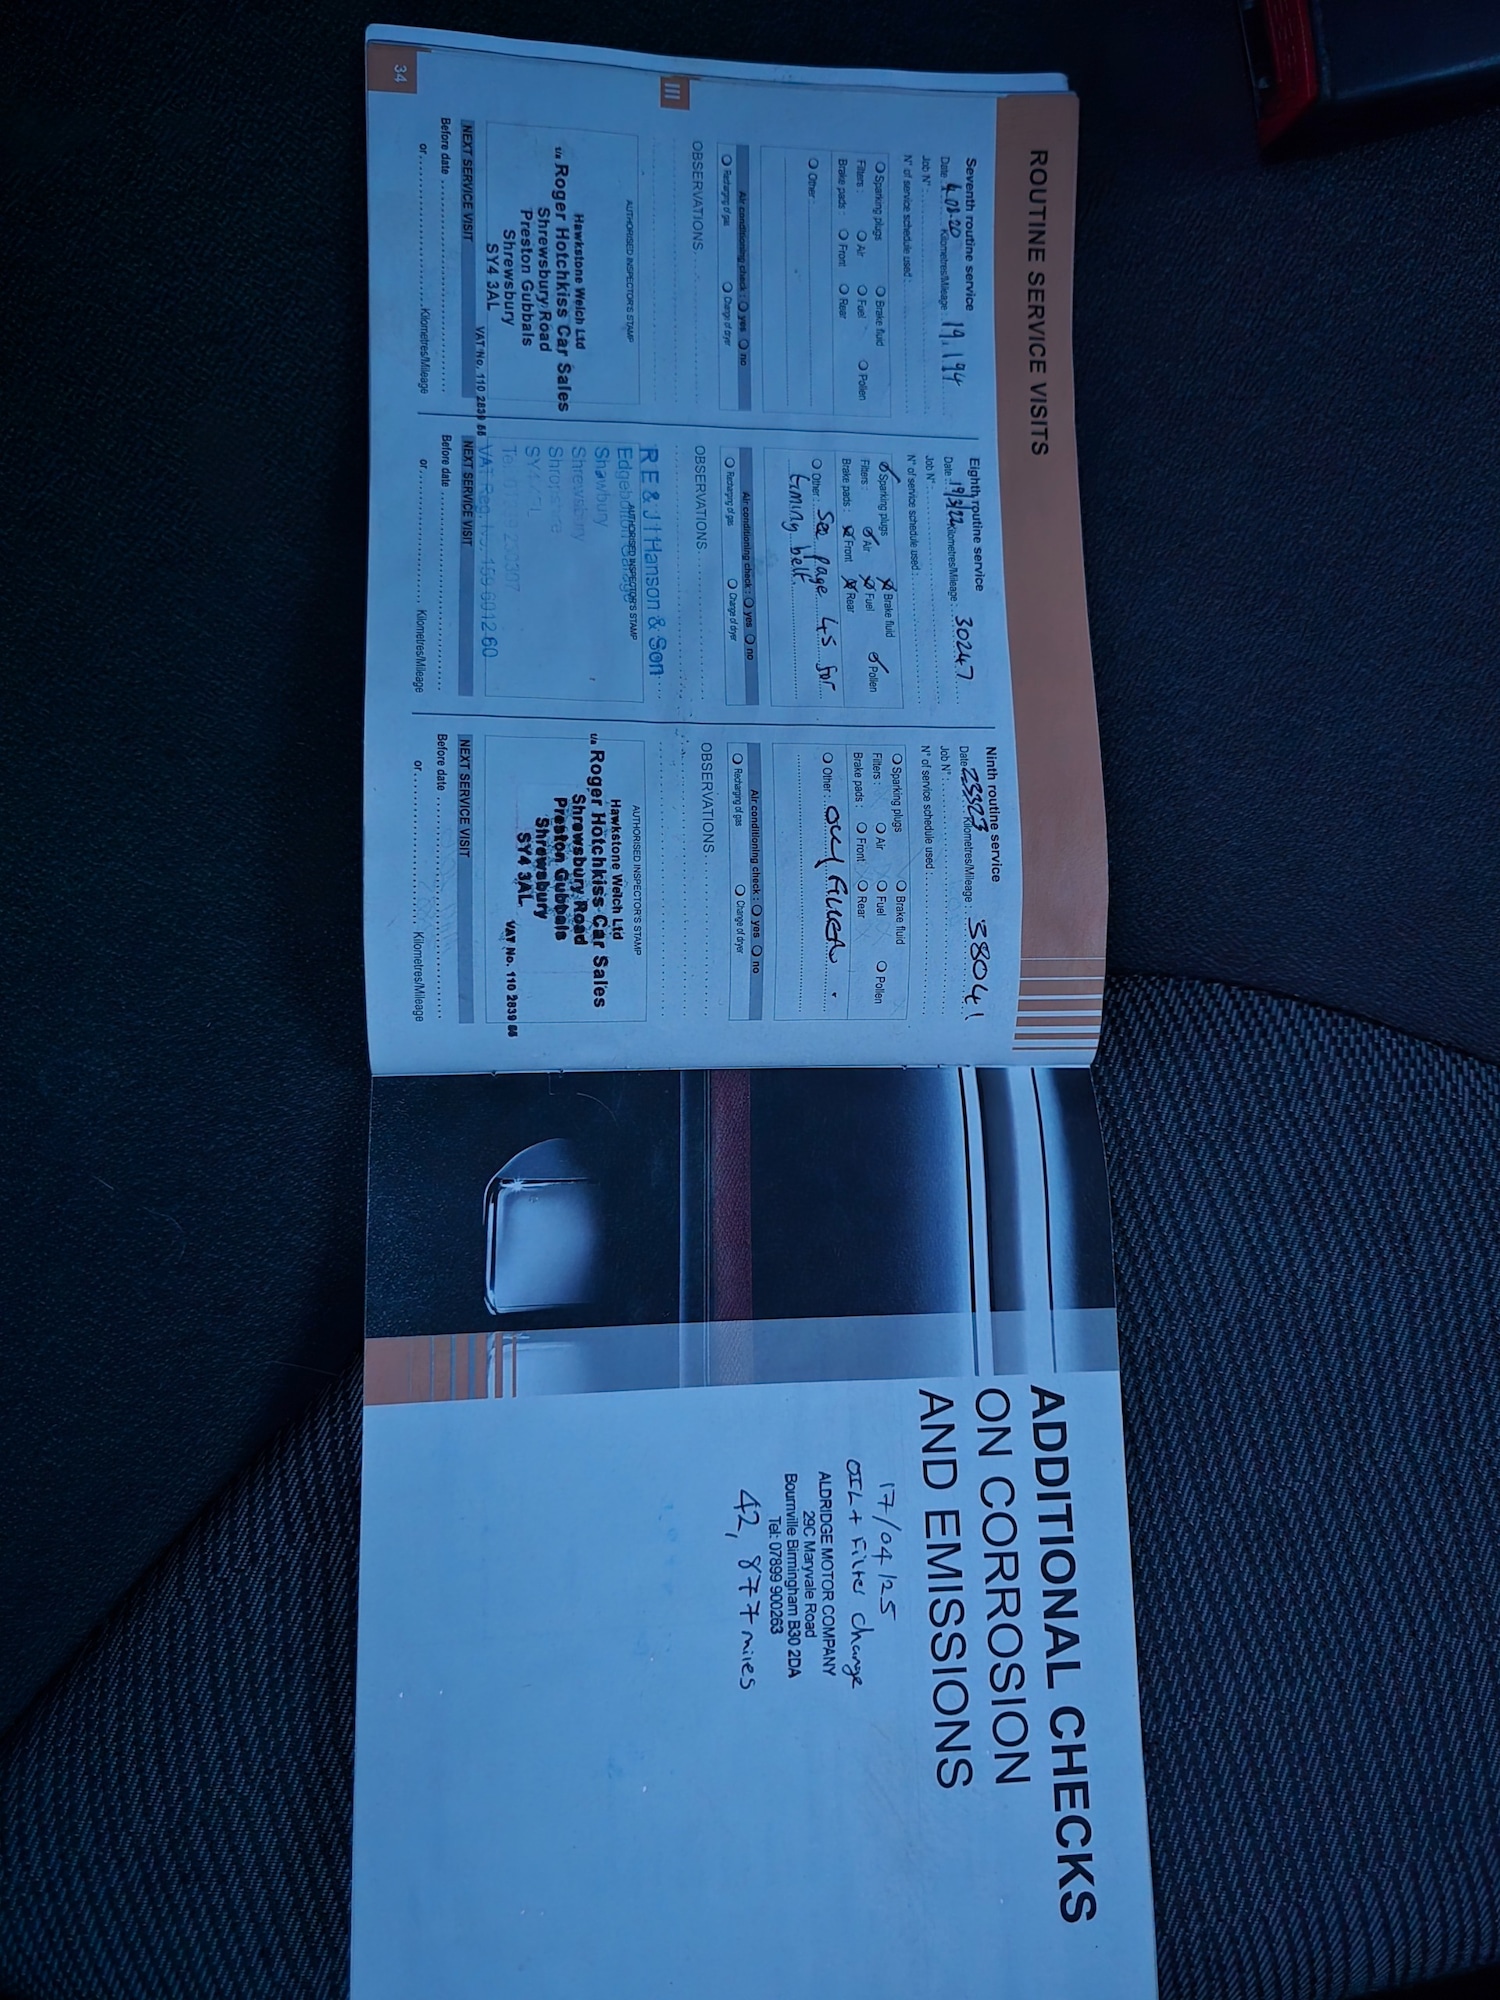 ROUTINE SERVICE VISITS
Seventh routine service
Date : 4.08.20 Kilometres/Mileage : 19,194
Job N° :
N° of service schedule used :
Sparking plugs Brake fluid
Filters : Air Fuel Pollen
Brake pads : Front Rear
Other :
Air conditioning check : yes no
Recharging of gas Change of dryer
OBSERVATIONS
AUTHORISED INSPECTOR'S STAMP
Hawkstone Welch Ltd
t/a Roger Hotchkiss Car Sales
Shrewsbury Road
Preston Gubbals
Shrewsbury
SY4 3AL
VAT No. 110 2839 55
NEXT SERVICE VISIT
Before date
or Kilometres/Mileage
Eighth routine service
Date : 19/3/22 Kilometres/Mileage : 30247
Job N° :
N° of service schedule used :
Sparking plugs Brake fluid
Filters : Air Fuel Pollen
Brake pads : Front Rear
Other : See page 45 for
timing belt
Air conditioning check : yes no
Recharging of gas Change of dryer
OBSERVATIONS
R E & J I Hanson & Son
AUTHORISED INSPECTOR'S STAMP
Edgebolton Garage
Shawbury
Shrewsbury
Shropshire
VAT Reg. No. 159 6012 60
NEXT SERVICE VISIT
Before date
or Kilometres/Mileage
Ninth routine service
Date Kilometres/Mileage : 38041
Job N° :
N° of service schedule used :
Sparking plugs Brake fluid
Filters : Air Fuel Pollen
Brake pads : Front Rear
Other :
Air conditioning check : yes no
Recharging of gas Change of dryer
OBSERVATIONS
AUTHORISED INSPECTOR'S STAMP
Hawkstone Welch Ltd
t/a Roger Hotchkiss Car Sales
Shrewsbury Road
Preston Gubbals
Shrewsbury
SY4 3AL
VAT No. 110 2839 55
NEXT SERVICE VISIT
Before date
or Kilometres/Mileage
III
34
ADDITIONAL CHECKS
ON CORROSION
AND EMISSIONS
17/04/25
OIL + Filter change
ALDRIDGE MOTOR COMPANY
29C Maryvale Road
Bournville Birmingham B30 2DA
Tel: 07899 900263
42,877 miles